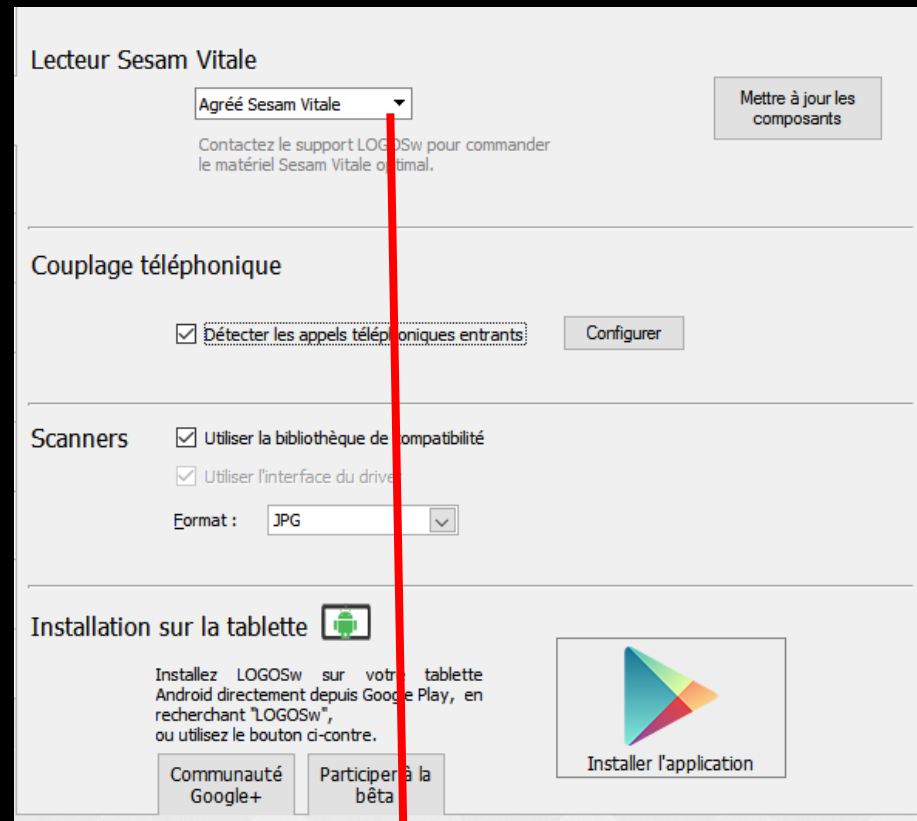 Lecteur Sesam Vitale
Agréé Sesam Vitale
Mettre à jour les
composants
Contactez le support LOGOSw pour commander
le matériel Sesam Vitale optimal.
Couplage téléphonique
Détecter les appels téléphoniques entrants
Configurer
Scanners
Utiliser la bibliothèque de compatibilité
Utiliser l'interface du driver
Format :
JPG
Installation sur la tablette
Installez LOGOSw sur votre tablette
Android directement depuis Google Play, en
recherchant "LOGOSw",
ou utilisez le bouton ci-contre.
Communauté
Google+
Participer à la
bêta
Installer l'application